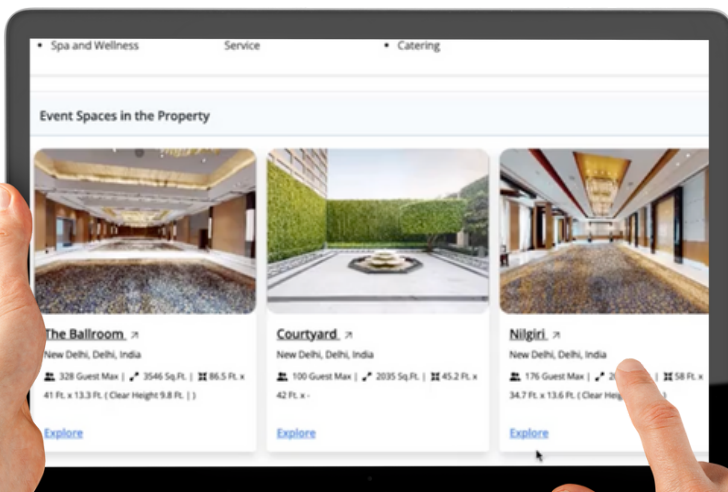 • Spa and Wellness
Service
• Catering
Event Spaces in the Property
The Ballroom
New Delhi, Delhi, India
328 Guest Max | 3546 Sq.Ft. | 86.5 Ft. x
41 Ft. x 13.3 Ft. ( Clear Height 9.8 Ft. | )
Explore
Courtyard
New Delhi, Delhi, India
100 Guest Max | 2035 Sq.Ft. | 45.2 Ft. x
42 Ft. x -
Explore
Nilgiri
New Delhi, Delhi, India
176 Guest Max | 58 Ft. x
34.7 Ft. x 13.6 Ft. ( Clear
Explore